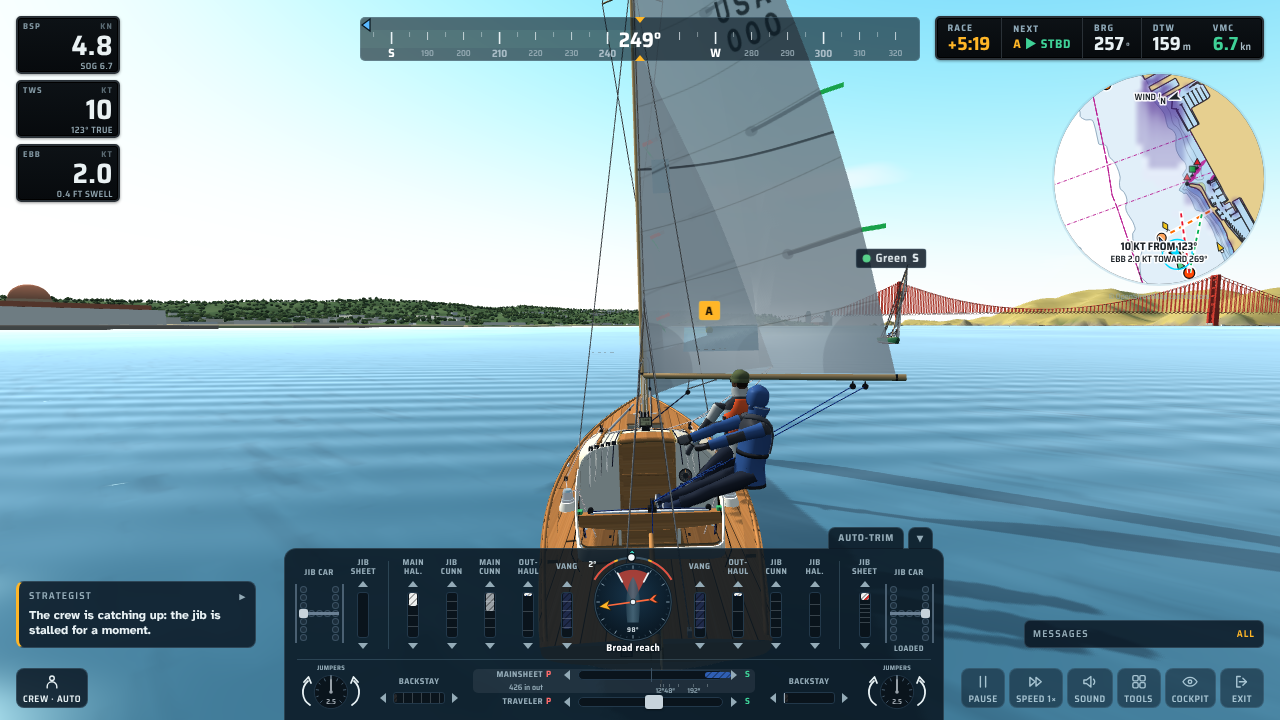 BSP KN
4.8
SOG 6.7
TWS KT
10
123° TRUE
EBB KT
2.0
0.4 FT SWELL
USA
000
249°
S 190 200 210 220 230 240 W 280 290 300 310 320
RACE
+5:19
NEXT
A ▶ STBD
BRG
257°
DTW
159 m
VMC
6.7 kn
WIND
N
10 KT FROM 123°
EBB 2.0 KT TOWARD 269°
Green S
A
AUTO-TRIM ▼
STRATEGIST ▶
The crew is catching up: the jib is
stalled for a moment.
CREW · AUTO
JIB CAR
JIB SHEET
MAIN HAL.
JIB CUNN
MAIN CUNN
OUT-HAUL
VANG
2°
98°
Broad reach
VANG
OUT-HAUL
JIB CUNN
JIB HAL.
JIB SHEET
JIB CAR
LOADED
JUMPERS
2.5
BACKSTAY
MAINSHEET P S
426 in out
192°
TRAVELER P S
BACKSTAY
JUMPERS
2.5
MESSAGES ALL
PAUSE
SPEED 1×
SOUND
TOOLS
COCKPIT
EXIT